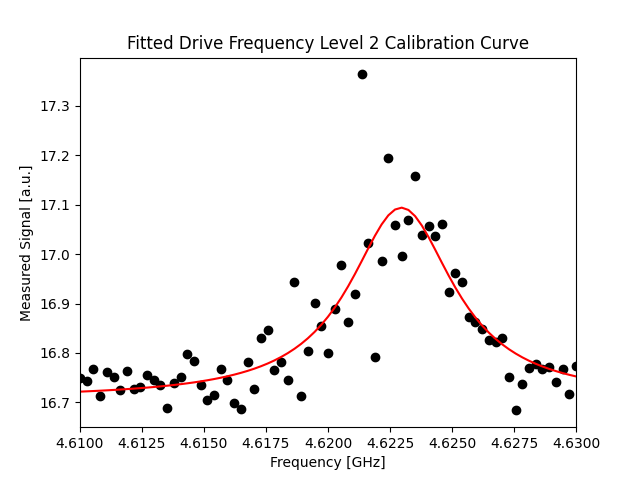 Fitted Drive Frequency Level 2 Calibration Curve
17.3
17.2
17.1
17.0
16.9
16.8
16.7
Measured Signal [a.u.]
4.6100 4.6125 4.6150 4.6175 4.6200 4.6225 4.6250 4.6275 4.6300
Frequency [GHz]